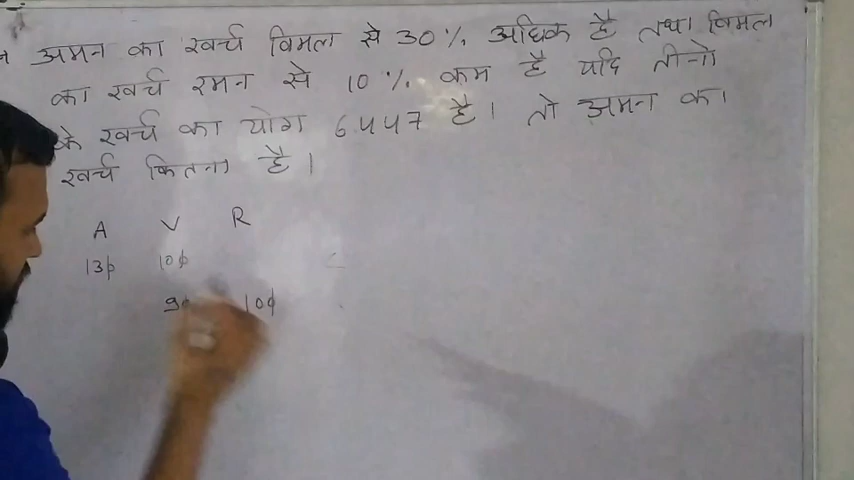 अमन का खर्च विमल से 30% अधिक है तथा विमल
का खर्च रमन से 10% कम है यदि तीनो
के खर्च का योग 6447 है। तो अमन का
खर्च कितना है।
A V R
130 100
90 100